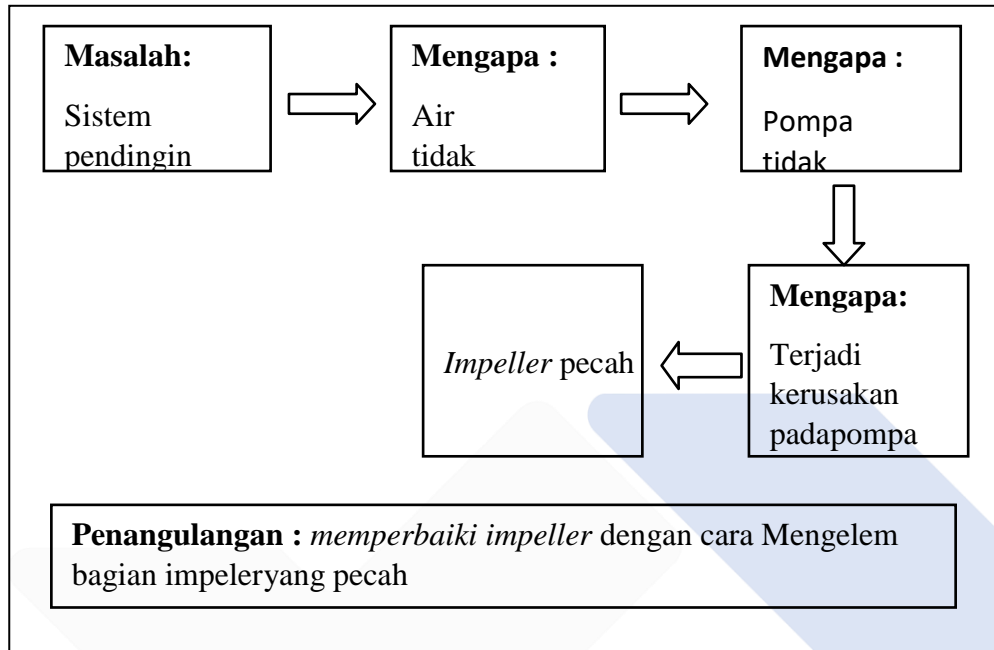 Masalah:
Sistem
pendingin
Mengapa :
Air
tidak
Mengapa :
Pompa
tidak
Mengapa:
Terjadi
kerusakan
padapompa
Impeller pecah
Penangulangan : memperbaiki impeller dengan cara Mengelem
bagian impeleryang pecah